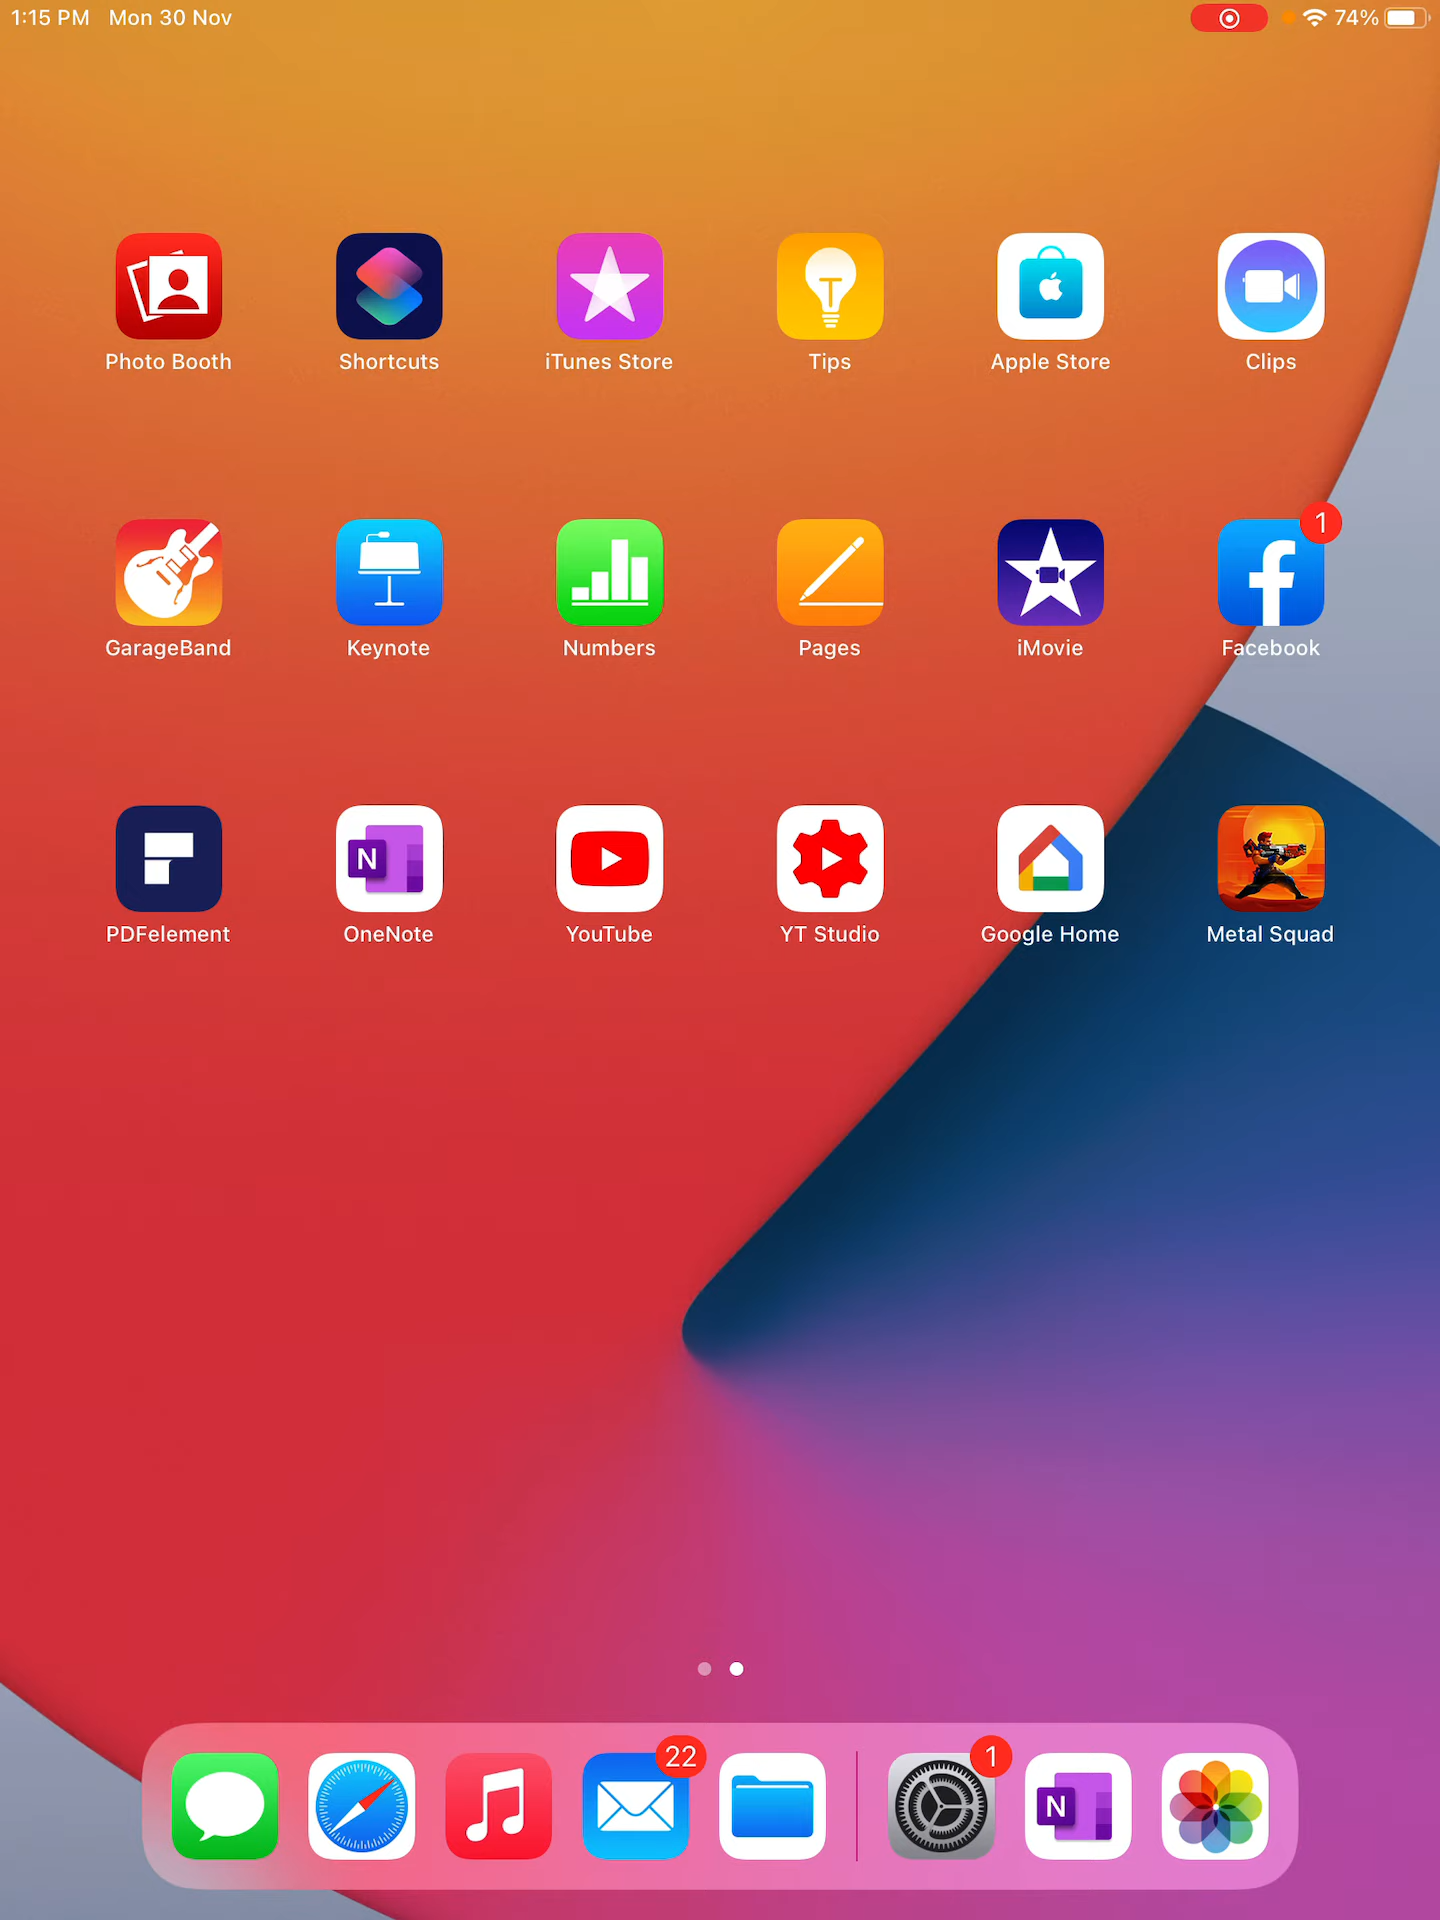 1:15 PM Mon 30 Nov 74%
Photo Booth Shortcuts iTunes Store Tips Apple Store Clips
1
GarageBand Keynote Numbers Pages iMovie Facebook
N
PDFelement OneNote YouTube YT Studio Google Home Metal Squad
22 1
N